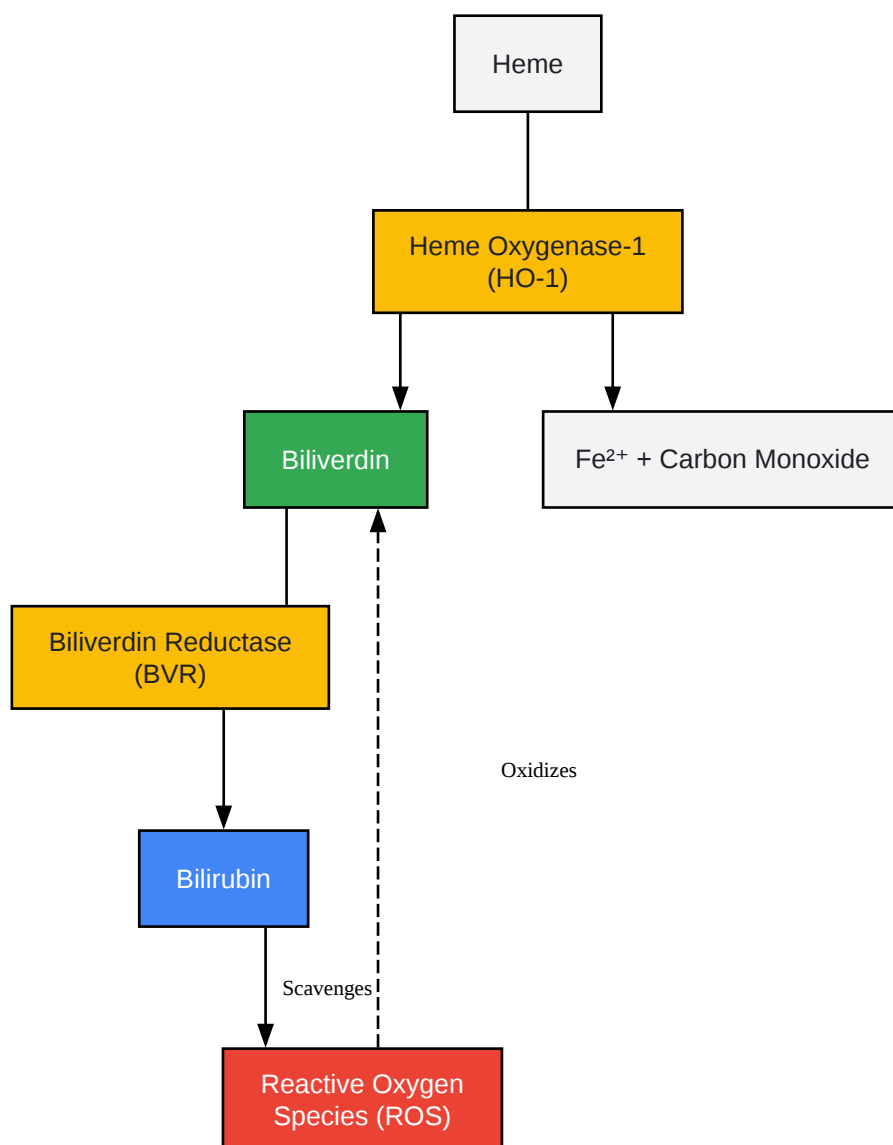 Heme
Heme Oxygenase-1
(HO-1)
Biliverdin
Fe²⁺ + Carbon Monoxide
Biliverdin Reductase
(BVR)
Oxidizes
Bilirubin
Scavenges
Reactive Oxygen
Species (ROS)